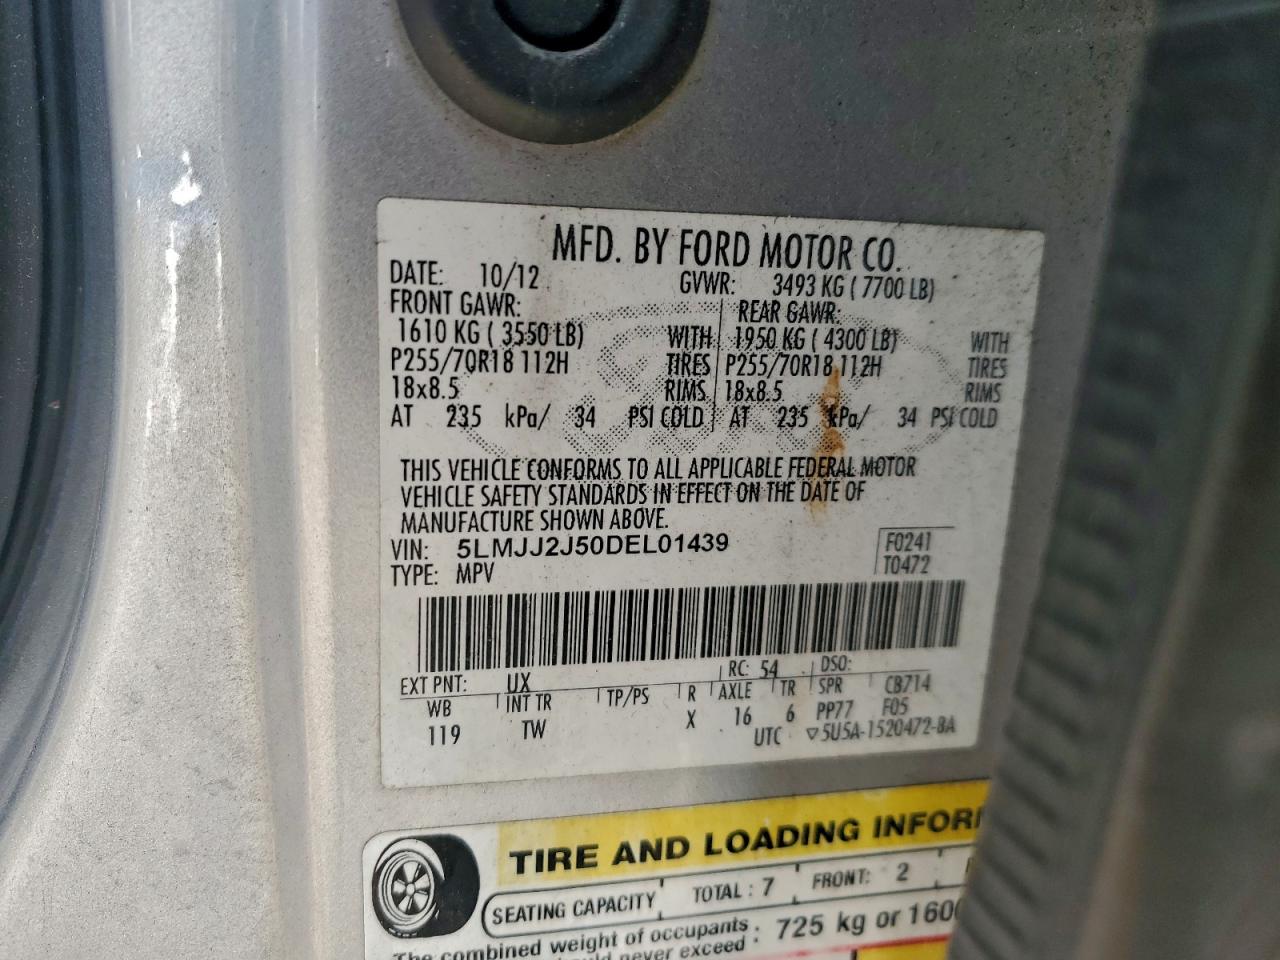 MFD. BY FORD MOTOR CO.
DATE: 10/12 GVWR: 3493 KG ( 7700 LB)
FRONT GAWR: REAR GAWR:
1610 KG ( 3550 LB) WITH 1950 KG ( 4300 LB) WITH
P255/70R18 112H TIRES P255/70R18 112H TIRES
18x8.5 RIMS 18x8.5 RIMS
AT 235 kPa/ 34 PSI COLD AT 235 kPa/ 34 PSI COLD
THIS VEHICLE CONFORMS TO ALL APPLICABLE FEDERAL MOTOR
VEHICLE SAFETY STANDARDS IN EFFECT ON THE DATE OF
MANUFACTURE SHOWN ABOVE.
VIN: 5LMJJ2J50DEL01439 F0241
TYPE: MPV T0472
EXT PNT: UX RC: 54 DSO:
WB INT TR TP/PS R AXLE TR SPR CB714
119 TW X 16 6 PP77 F05
UTC ▽5U5A-1520472-BA
TIRE AND LOADING INFOR
SEATING CAPACITY TOTAL : 7 FRONT: 2
The combined weight of occupants : 725 kg or 160
should never exceed